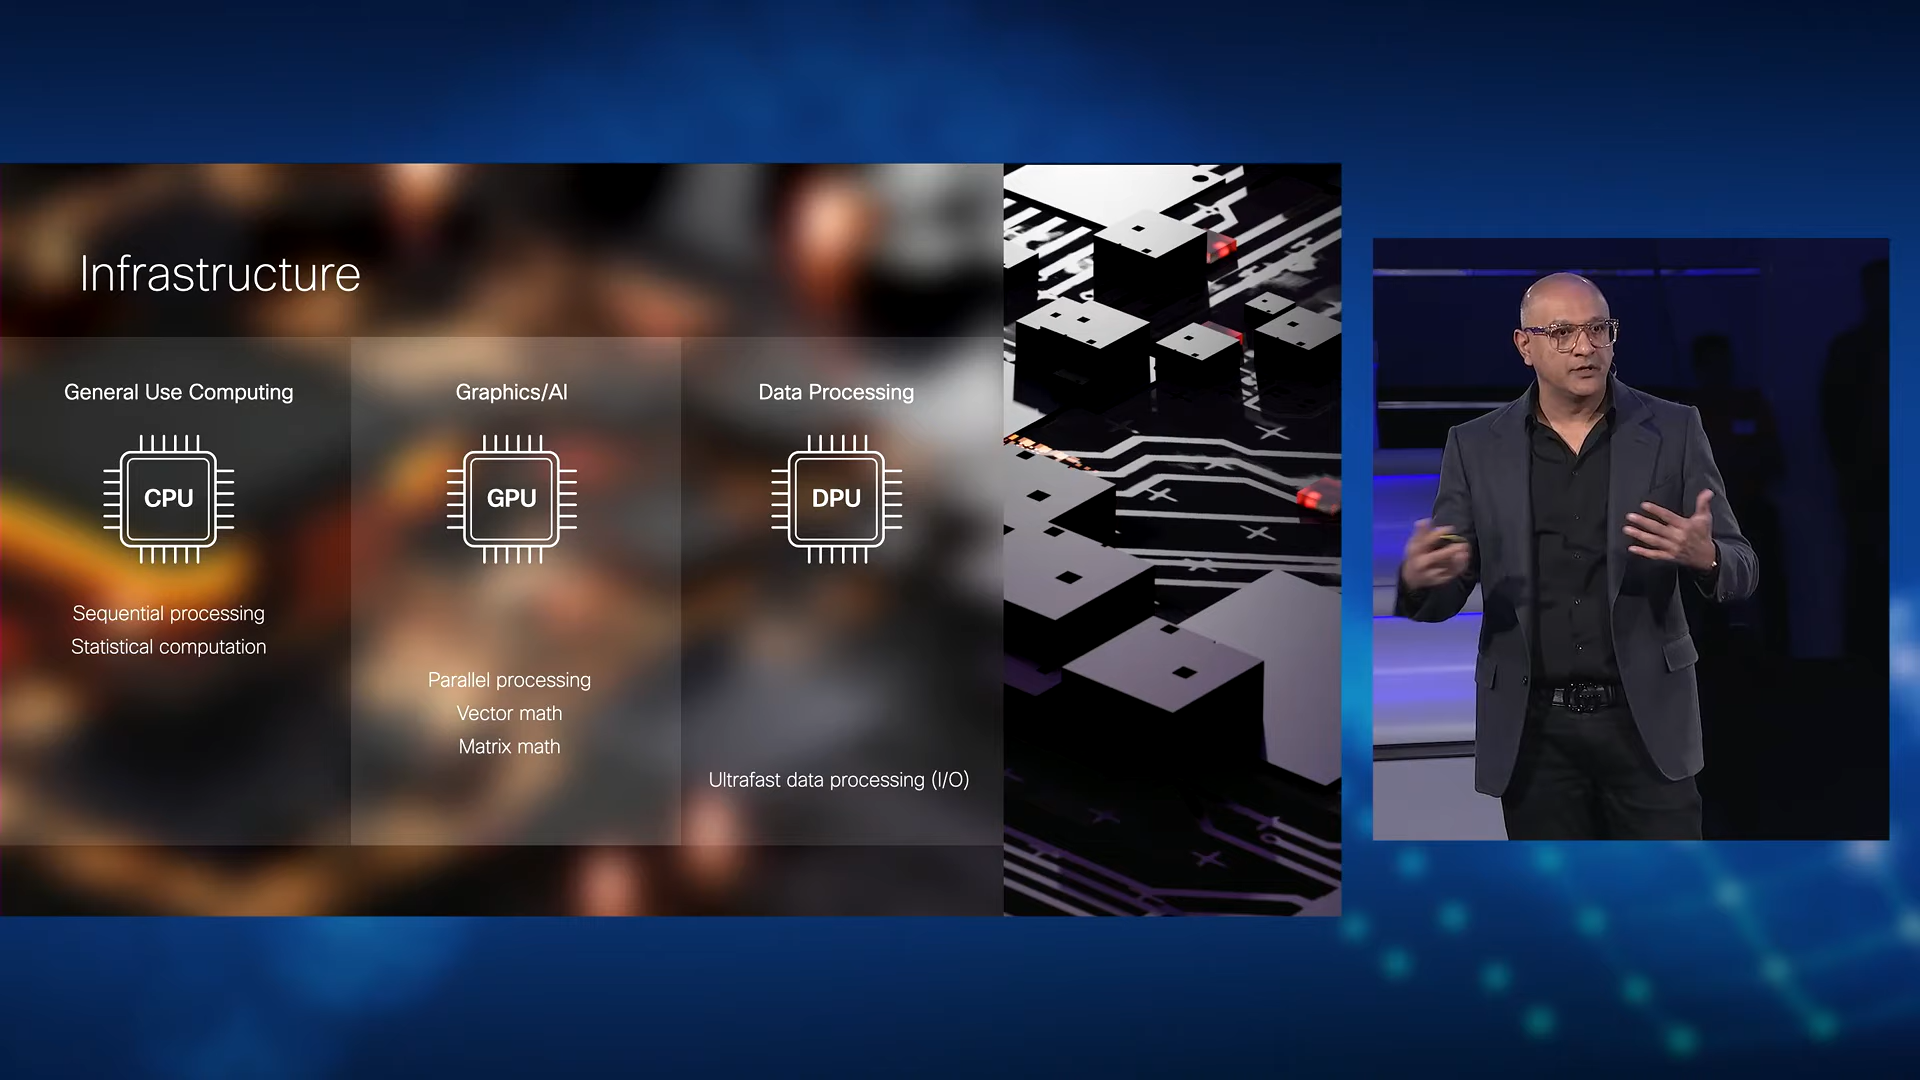 Infrastructure
General Use Computing
CPU
Sequential processing
Statistical computation
Graphics/AI
GPU
Parallel processing
Vector math
Matrix math
Data Processing
DPU
Ultrafast data processing (I/O)